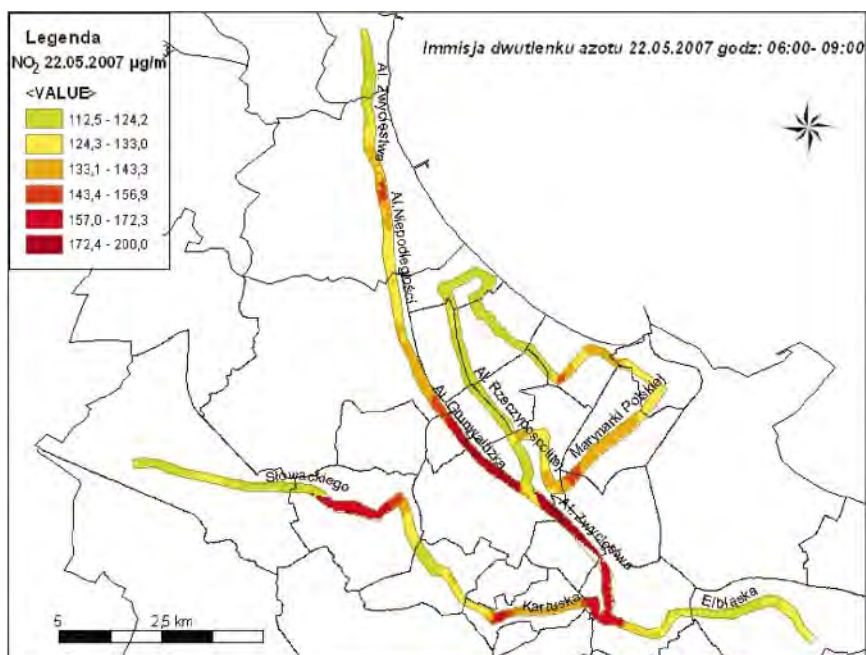 Legenda
NO₂ 22.05.2007 µg/m
<VALUE>
112,5 - 124,2
124,3 - 133,0
133,1 - 143,3
143,4 - 156,9
157,0 - 172,3
172,4 - 200,0
Immisja dwutlenku azotu 22.05.2007 godz: 06:00- 09:00
Al. Zwycięstwa
Al.Niepodległości
Al. Rzeczypospolitej
Al. Grunwaldzka
Marynarki Polskiej
Słowackiego
Al. Zwycięstwa
Kartuska
Elbląska
5 2,5 km